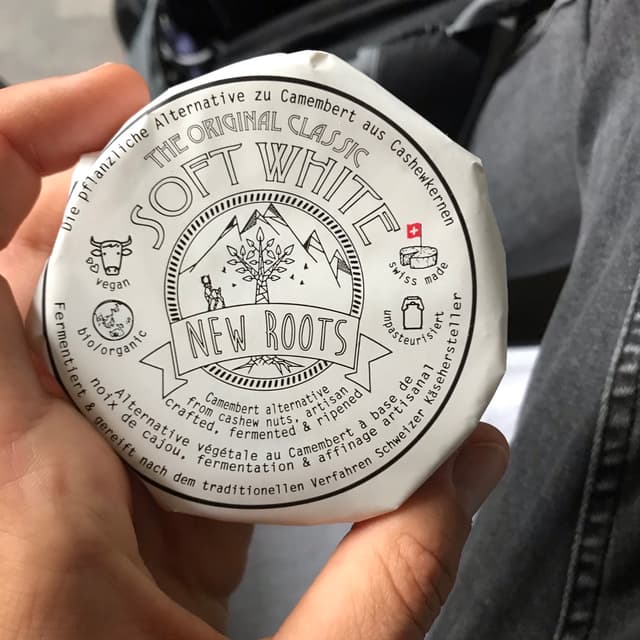 Die pflanzliche Alternative zu Camembert aus Cashewkernen
THE ORIGINAL CLASSIC
SOFT WHITE
vegan
swiss made
bio/organic
unpasteurisiert
NEW ROOTS
Camembert alternative
from cashew nuts, artisan
crafted, fermented & ripened
Alternative végétale au Camembert à base de
noix de cajou, fermentation & affinage artisanal
Fermentiert & gereift nach dem traditionellen Verfahren Schweizer Käsehersteller